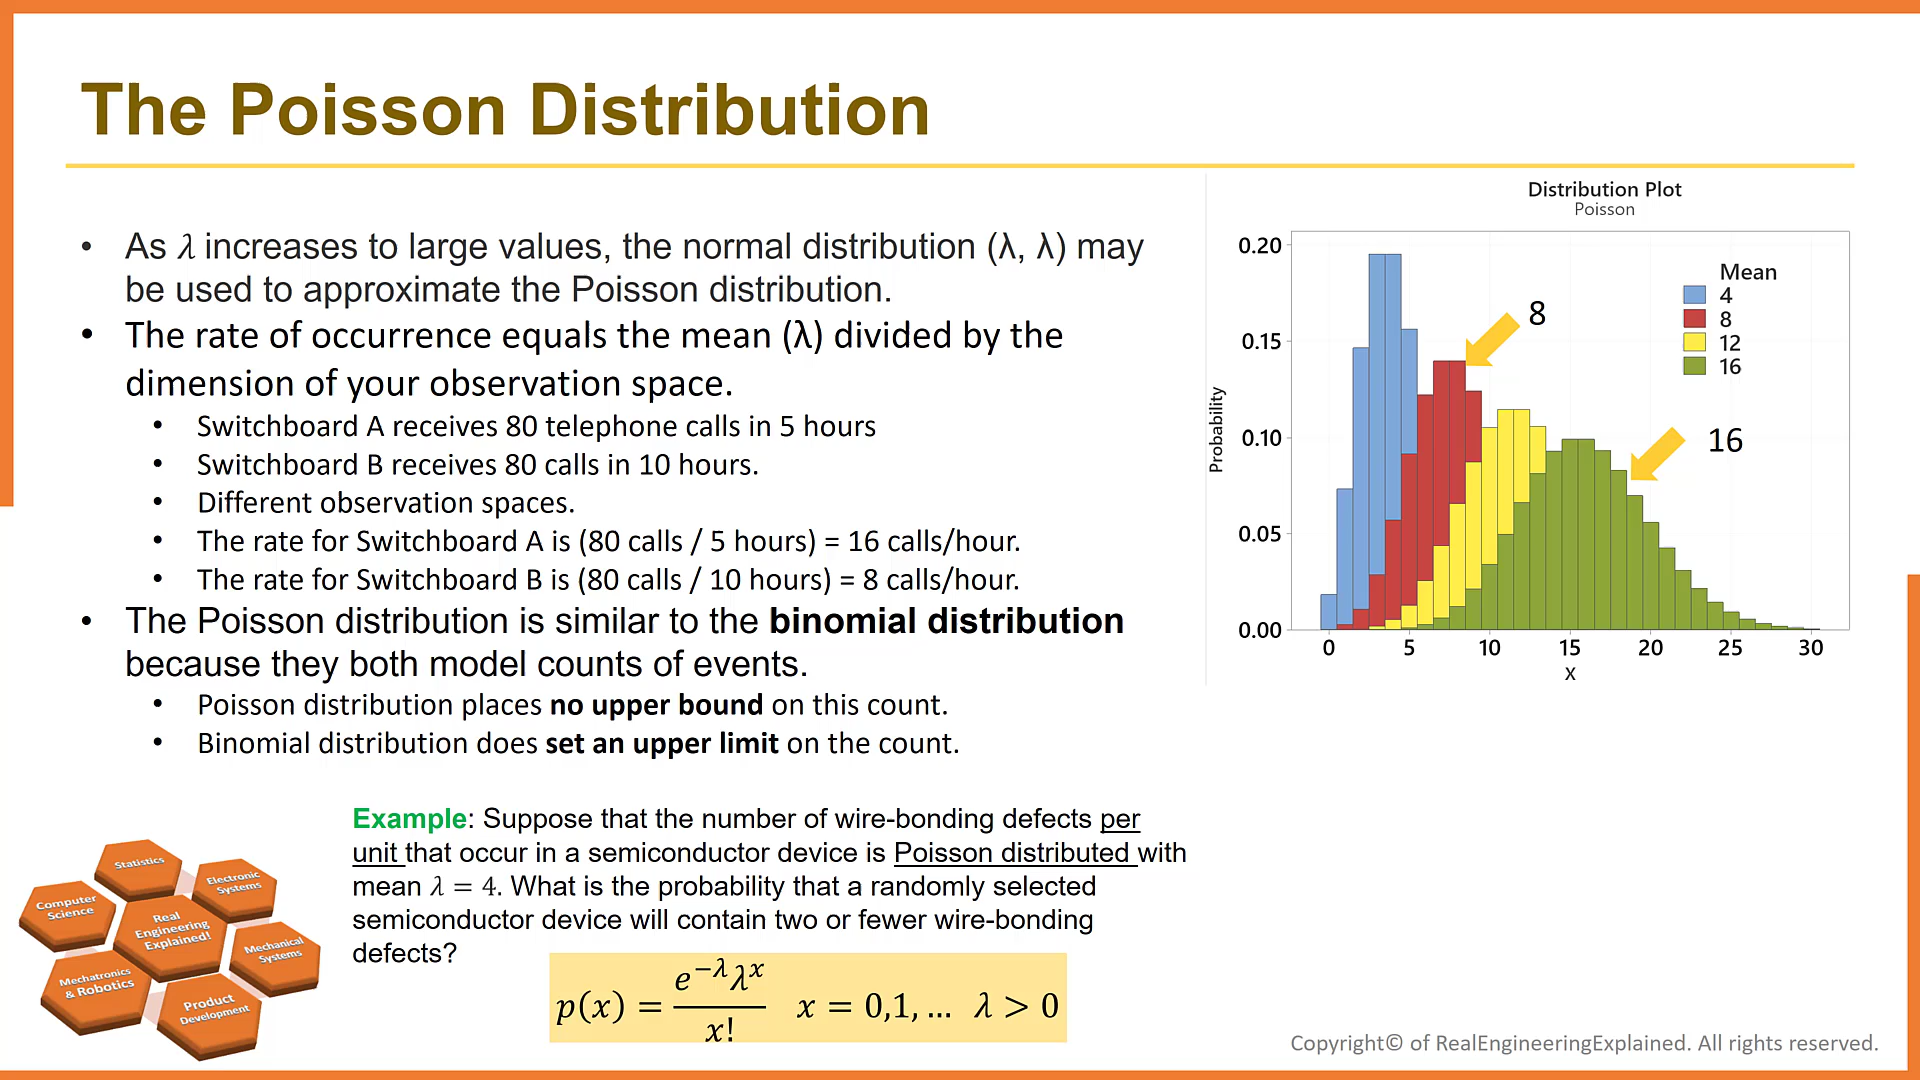 The Poisson Distribution
• As λ increases to large values, the normal distribution (λ, λ) may
be used to approximate the Poisson distribution.
• The rate of occurrence equals the mean (λ) divided by the
dimension of your observation space.
• Switchboard A receives 80 telephone calls in 5 hours
• Switchboard B receives 80 calls in 10 hours.
• Different observation spaces.
• The rate for Switchboard A is (80 calls / 5 hours) = 16 calls/hour.
• The rate for Switchboard B is (80 calls / 10 hours) = 8 calls/hour.
• The Poisson distribution is similar to the binomial distribution
because they both model counts of events.
• Poisson distribution places no upper bound on this count.
• Binomial distribution does set an upper limit on the count.
Distribution Plot
Poisson
0.20
0.15
0.10
0.05
0.00
Probability
0 5 10 15 20 25 30
X
Mean
4
8
12
16
8
16
Example: Suppose that the number of wire-bonding defects per
unit that occur in a semiconductor device is Poisson distributed with
mean λ = 4. What is the probability that a randomly selected
semiconductor device will contain two or fewer wire-bonding
defects?
p(x) = e^−λ λ^x / x! x = 0,1, … λ > 0
Statistics
Electronic
Systems
Computer
Science
Real
Engineering
Explained!
Mechanical
Systems
Mechatronics
& Robotics
Product
Development
Copyright© of RealEngineeringExplained. All rights reserved.